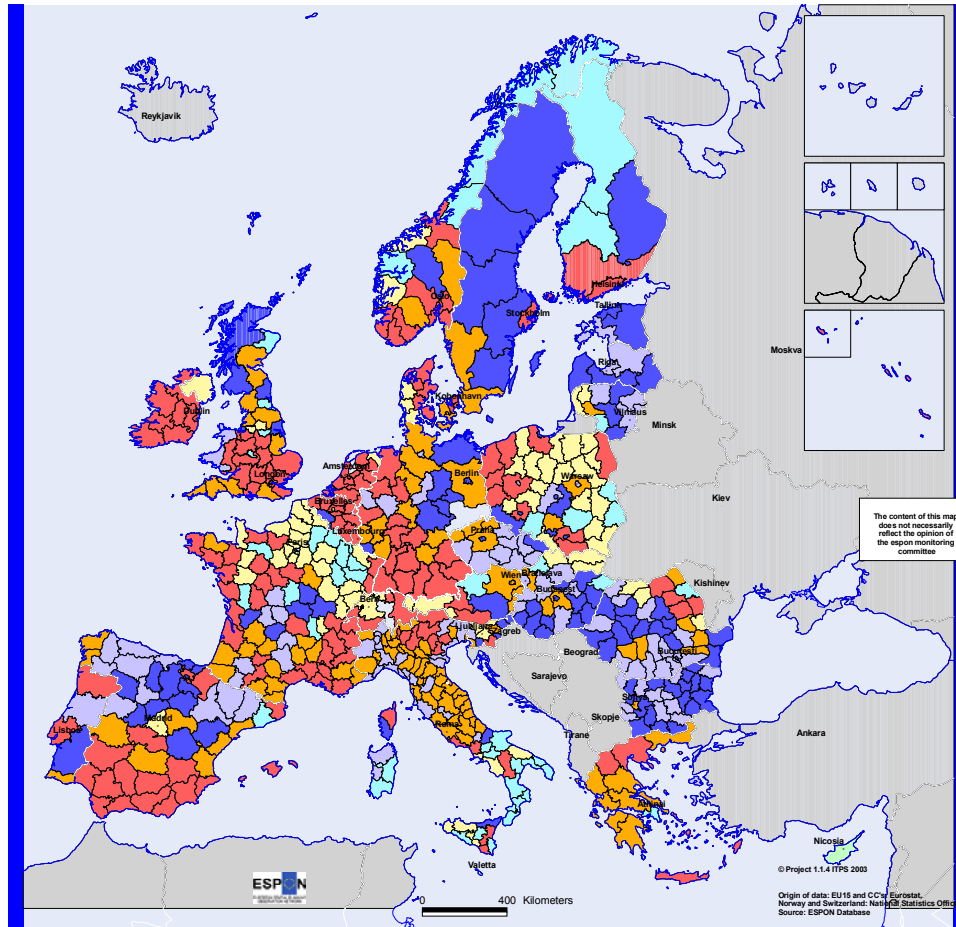 Reykjavik
Helsinki
Oslo
Tallinn
Stockholm
Moskva
Riga
København
Vilnius
Dublin
Minsk
London
Amsterdam
Berlin
Warsaw
Kiev
Bruxelles
The content of this map
does not necessarily
reflect the opinion of
the espon monitoring
committee
Luxembourg
Praha
Paris
Wien
Bratislava
Kishinev
Budapest
Bern
Ljubljana
Zagreb
Beograd
Bucuresti
Sarajevo
Sofia
Madrid
Skopje
Roma
Lisboa
Tirane
Ankara
Athinai
Nicosia
Valetta
© Project 1.1.4 ITPS 2003
ESPON
0 400 Kilometers
Origin of data: EU15 and CC's: Eurostat,
Norway and Switzerland: National Statistics Offic
Source: ESPON Database